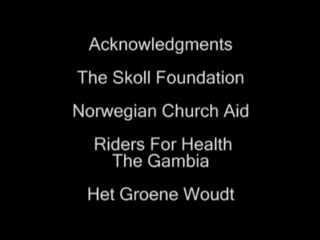 Acknowledgments
The Skoll Foundation
Norwegian Church Aid
Riders For Health
The Gambia
Het Groene Woudt